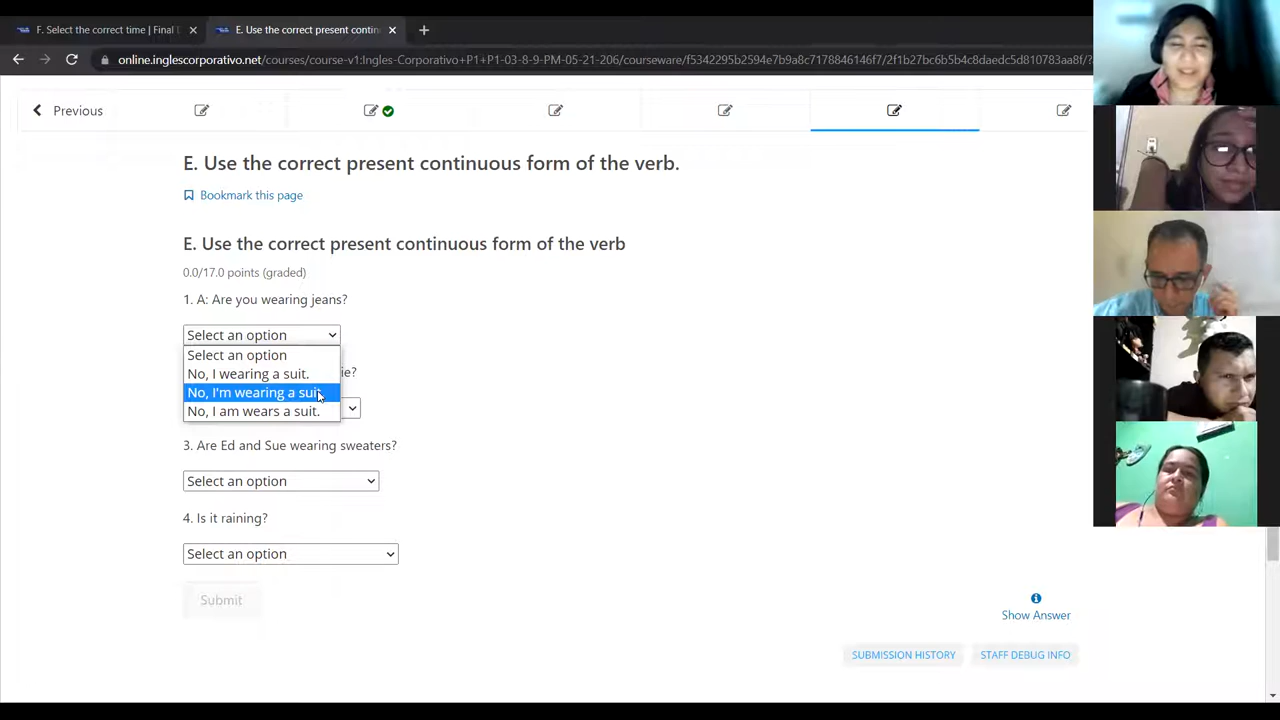 F. Select the correct time | Final
E. Use the correct present contin
online.inglescorporativo.net/courses/course-v1:Ingles-Corporativo+P1+P1-03-8-9-PM-05-21-206/courseware/f5342295b2594e7b9a8c7178846146f7/2f1b27bc6b5b4c8daedc5d810783aa8f/?
Previous
E. Use the correct present continuous form of the verb.
Bookmark this page
E. Use the correct present continuous form of the verb
0.0/17.0 points (graded)
1. A: Are you wearing jeans?
Select an option
Select an option
No, I wearing a suit.
ie?
No, I'm wearing a suit.
No, I am wears a suit.
3. Are Ed and Sue wearing sweaters?
Select an option
4. Is it raining?
Select an option
Submit
Show Answer
SUBMISSION HISTORY
STAFF DEBUG INFO